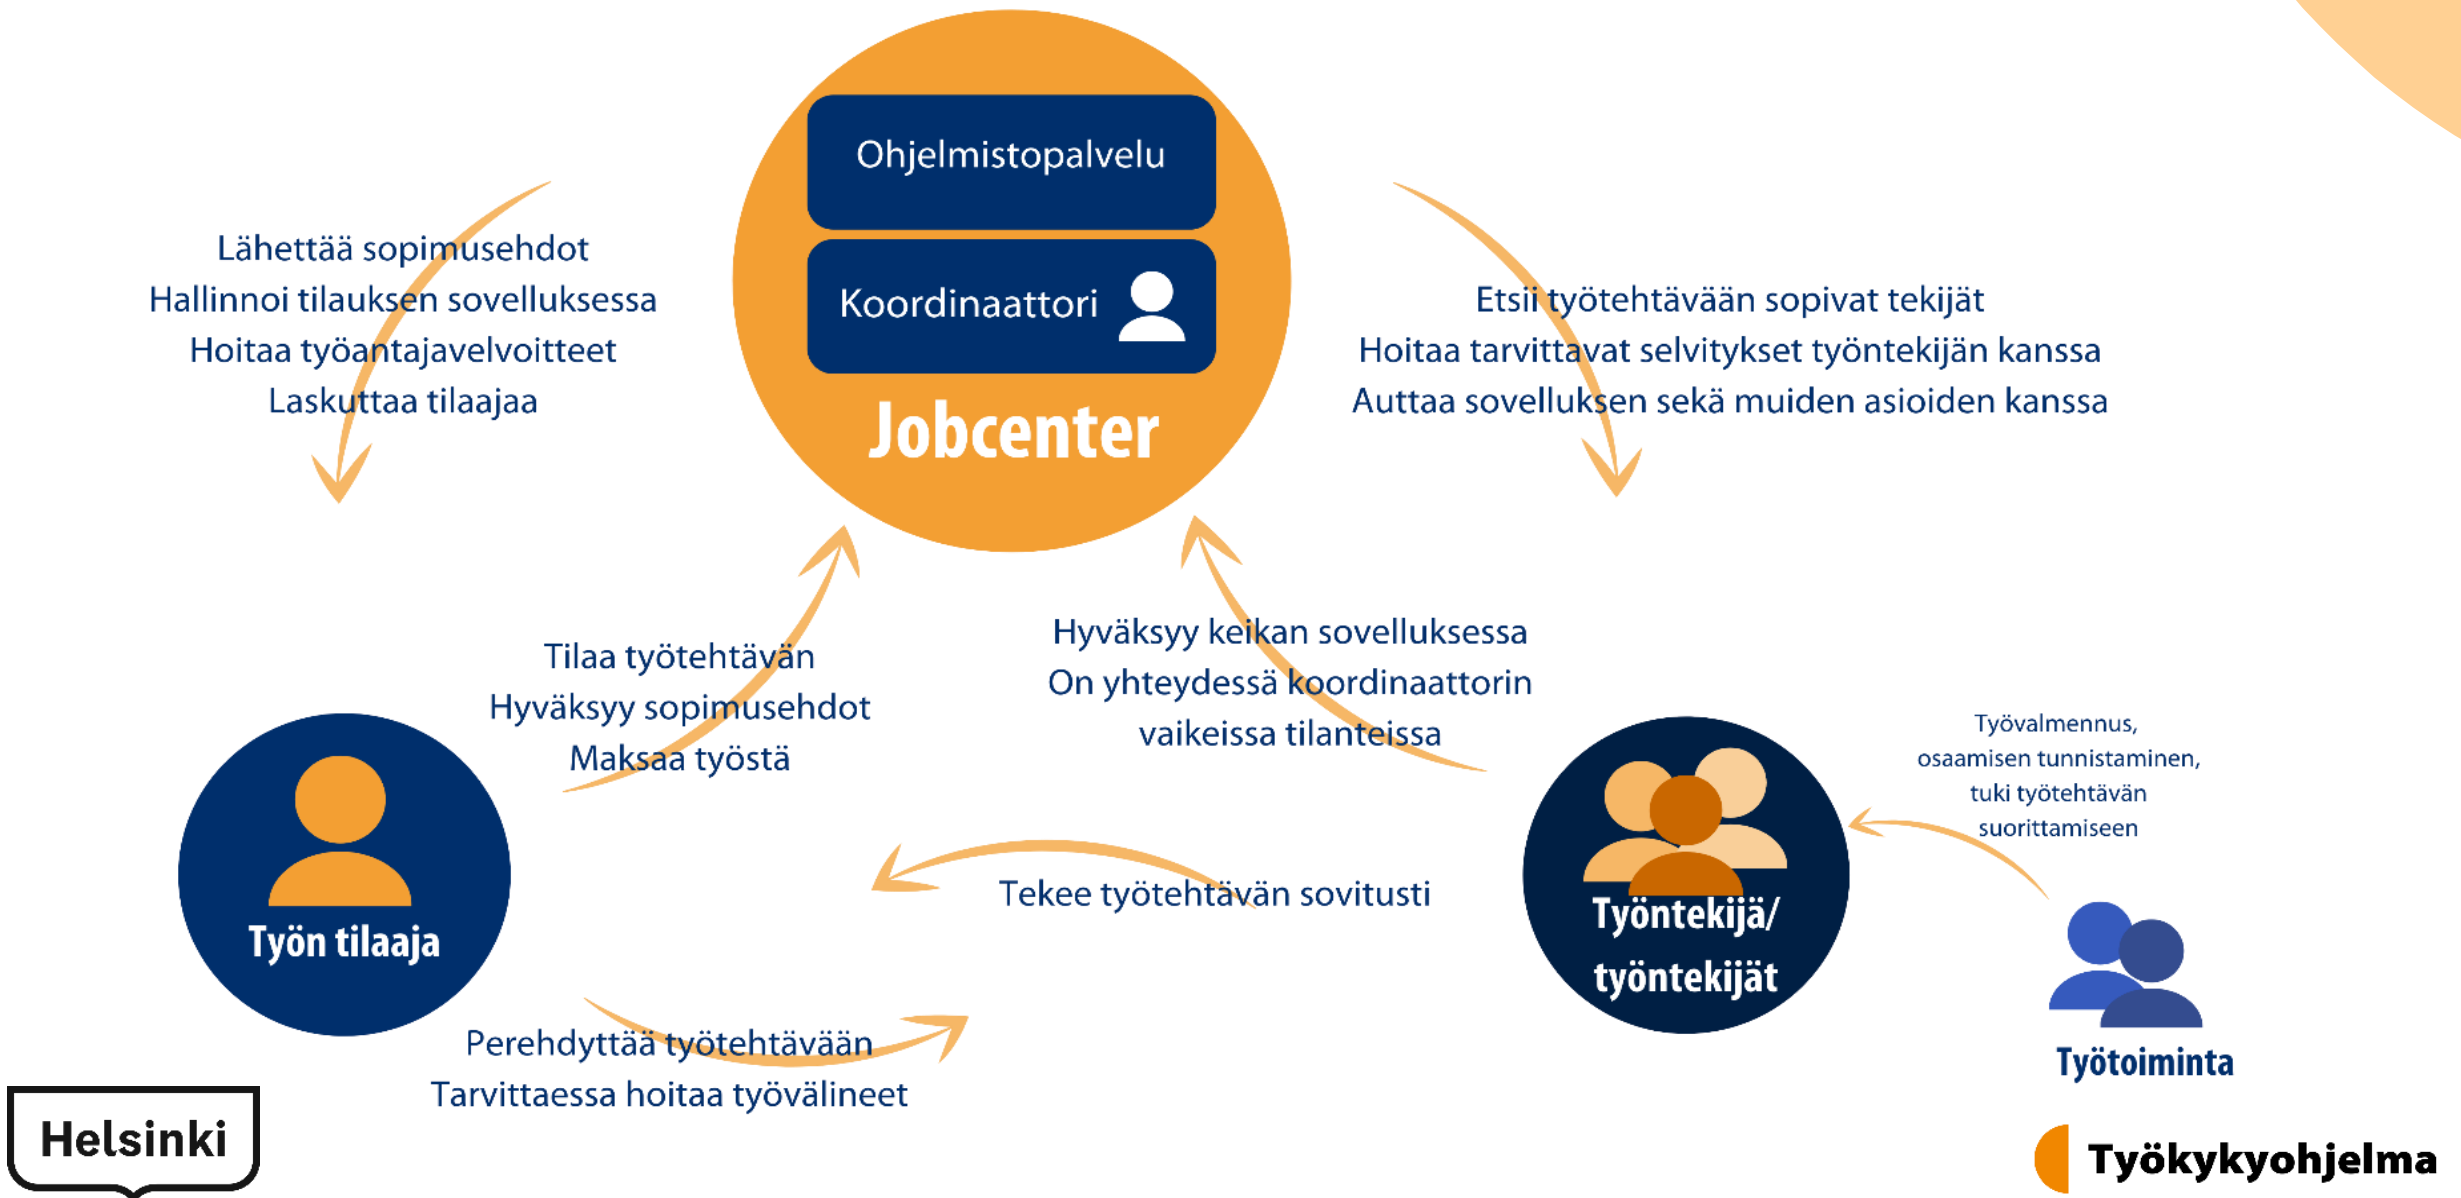 Ohjelmistopalvelu
Koordinaattori
Jobcenter
Lähettää sopimusehdot
Hallinnoi tilauksen sovelluksessa
Hoitaa työantajavelvoitteet
Laskuttaa tilaajaa
Etsii työtehtävään sopivat tekijät
Hoitaa tarvittavat selvitykset työntekijän kanssa
Auttaa sovelluksen sekä muiden asioiden kanssa
Tilaa työtehtävän
Hyväksyy sopimusehdot
Maksaa työstä
Hyväksyy keikan sovelluksessa
On yhteydessä koordinaattorin
vaikeissa tilanteissa
Työvalmennus,
osaamisen tunnistaminen,
tuki työtehtävän
suorittamiseen
Tekee työtehtävän sovitusti
Työn tilaaja
Työntekijä/
työntekijät
Perehdyttää työtehtävään
Tarvittaessa hoitaa työvälineet
Työtoiminta
Helsinki
Työkykyohjelma